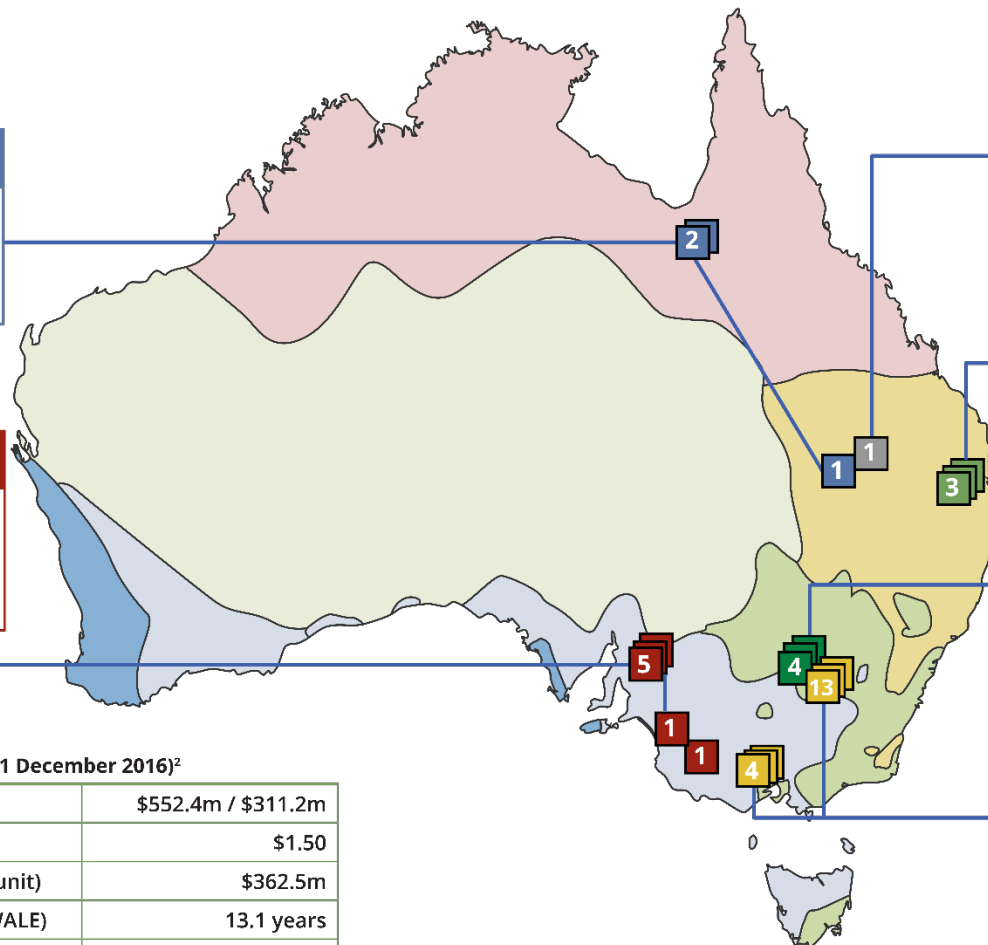 2
1
1
3
5
4
13
1
1
4
1 December 2016)²
$552.4m / $311.2m
$1.50
unit) $362.5m
VALE) 13.1 years